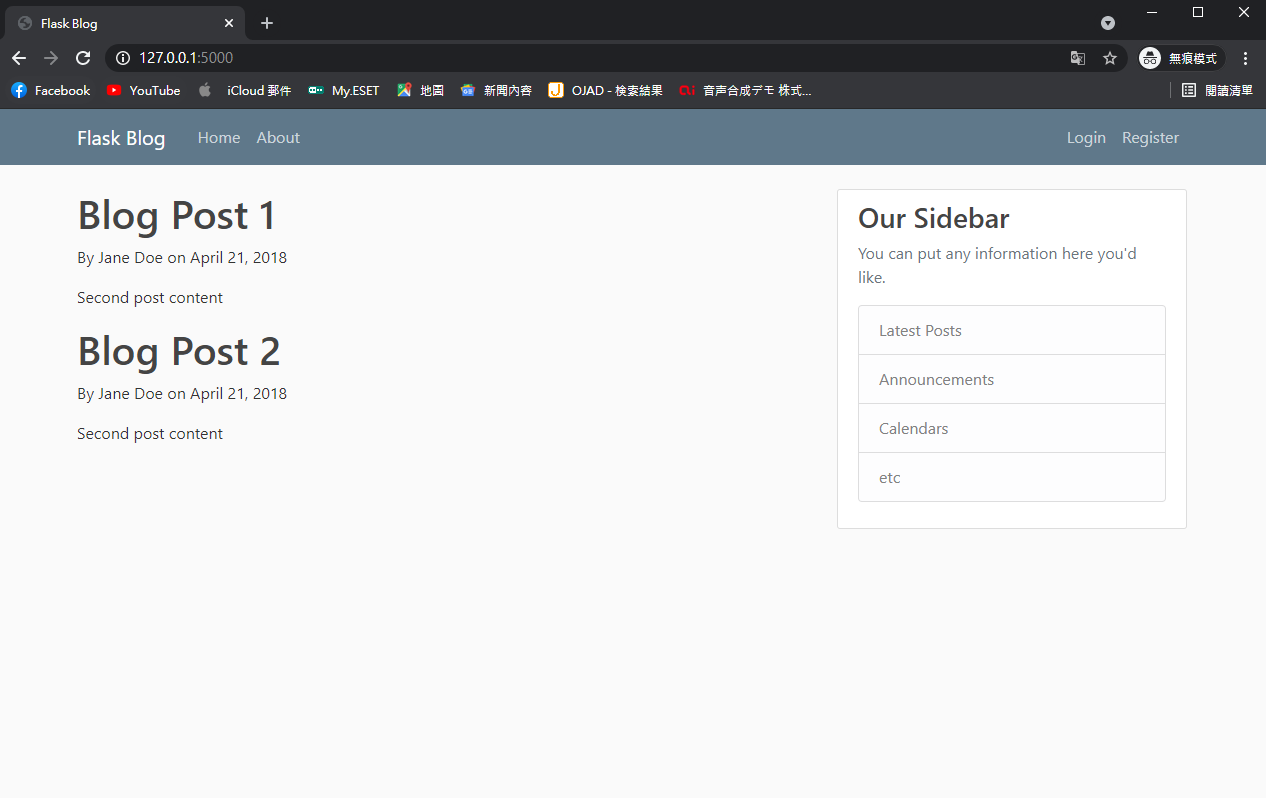 Flask Blog
127.0.0.1:5000
無痕模式
Facebook YouTube iCloud 郵件 My.ESET 地圖 新聞內容 OJAD - 検索結果 音声合成デモ 株式... 閱讀清單
Flask Blog Home About Login Register
Blog Post 1
By Jane Doe on April 21, 2018
Second post content
Blog Post 2
By Jane Doe on April 21, 2018
Second post content
Our Sidebar
You can put any information here you'd
like.
Latest Posts
Announcements
Calendars
etc